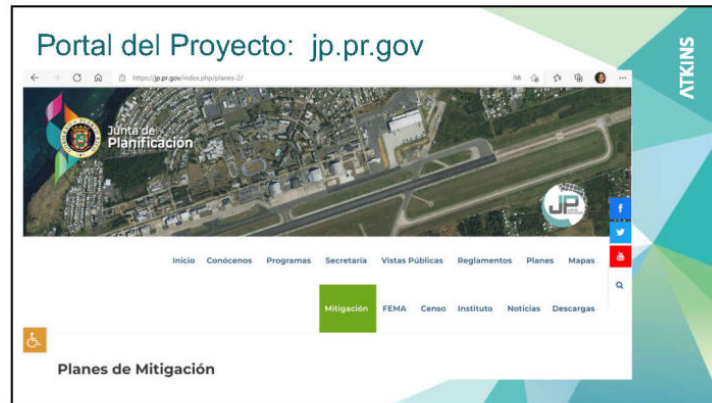 Portal del Proyecto: jp.pr.gov
ATKINS
https://jp.pr.gov/index.php/planes-2/
Junta de
Planificación
JP
Inicio Conócenos Programas Secretaría Vistas Públicas Reglamentos Planes Mapas
Mitigación FEMA Censo Instituto Noticias Descargas
Planes de Mitigación